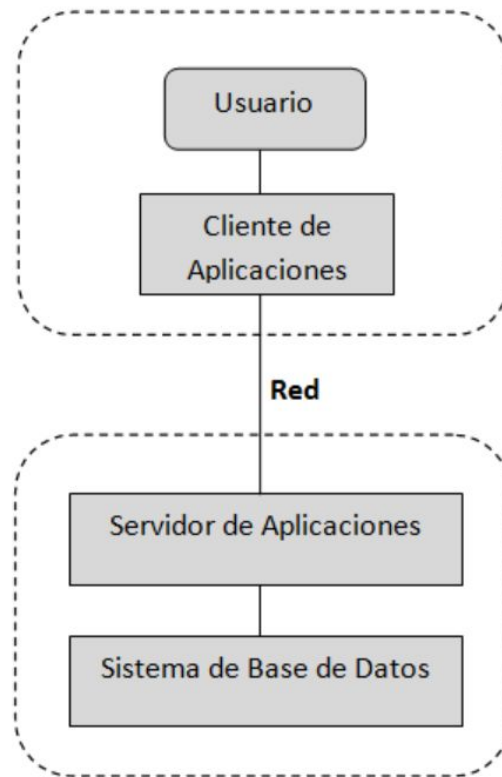 Usuario
Cliente de
Aplicaciones
Red
Servidor de Aplicaciones
Sistema de Base de Datos